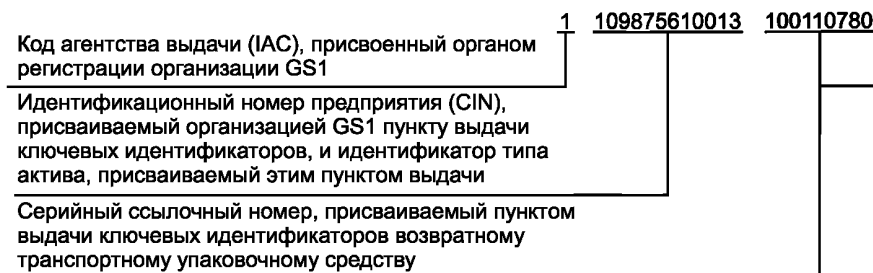 1 109875610013 100110780
Код агентства выдачи (IAC), присвоенный органом
регистрации организации GS1
Идентификационный номер предприятия (CIN),
присваиваемый организацией GS1 пункту выдачи
ключевых идентификаторов, и идентификатор типа
актива, присваиваемый этим пунктом выдачи
Серийный ссылочный номер, присваиваемый пунктом
выдачи ключевых идентификаторов возвратному
транспортному упаковочному средству